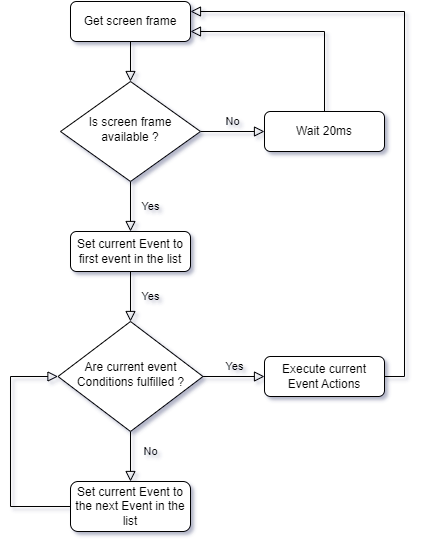 Get screen frame
Is screen frame
available ?
No
Wait 20ms
Yes
Set current Event to
first event in the list
Yes
Are current event
Conditions fulfilled ?
Yes
Execute current
Event Actions
No
Set current Event to
the next Event in the
list